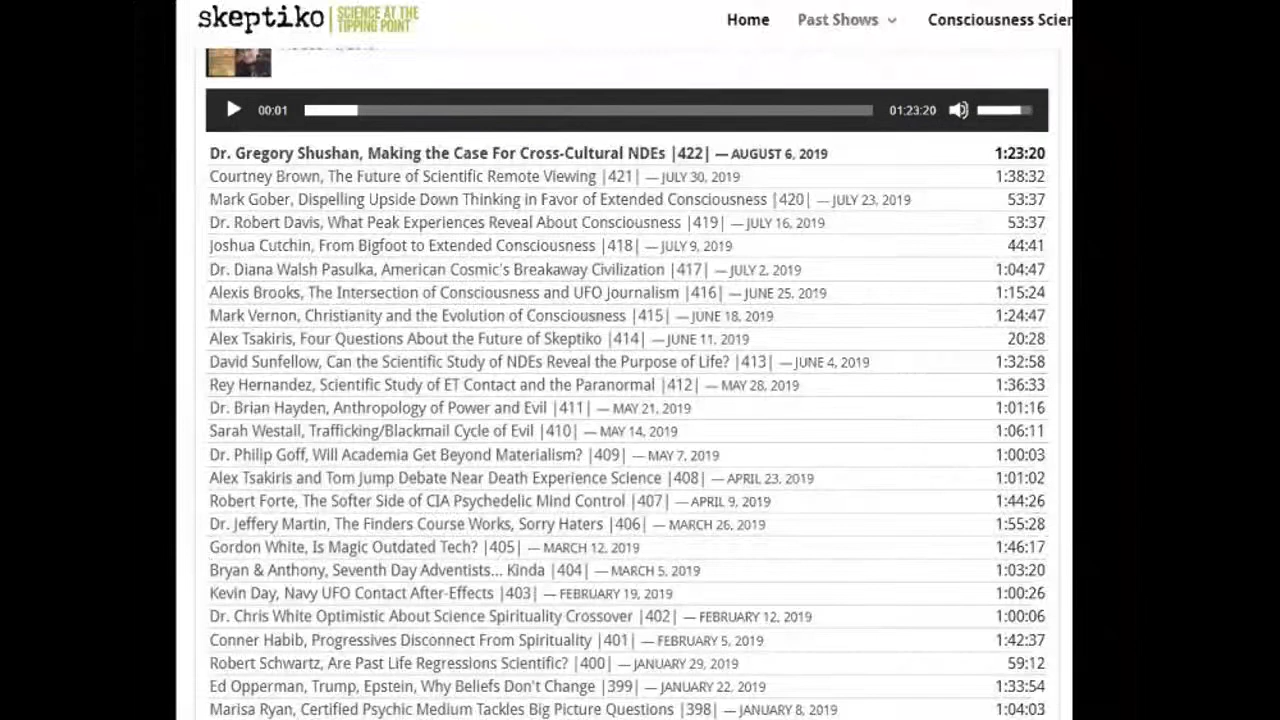 skeptiko | SCIENCE AT THE TIPPING POINT
Home Past Shows Consciousness Scien
00:01 01:23:20
Dr. Gregory Shushan, Making the Case For Cross-Cultural NDEs |422| — AUGUST 6, 2019 1:23:20
Courtney Brown, The Future of Scientific Remote Viewing |421| — JULY 30, 2019 1:38:32
Mark Gober, Dispelling Upside Down Thinking in Favor of Extended Consciousness |420| — JULY 23, 2019 53:37
Dr. Robert Davis, What Peak Experiences Reveal About Consciousness |419| — JULY 16, 2019 53:37
Joshua Cutchin, From Bigfoot to Extended Consciousness |418| — JULY 9, 2019 44:41
Dr. Diana Walsh Pasulka, American Cosmic's Breakaway Civilization |417| — JULY 2, 2019 1:04:47
Alexis Brooks, The Intersection of Consciousness and UFO Journalism |416| — JUNE 25, 2019 1:15:24
Mark Vernon, Christianity and the Evolution of Consciousness |415| — JUNE 18, 2019 1:24:47
Alex Tsakiris, Four Questions About the Future of Skeptiko |414| — JUNE 11, 2019 20:28
David Sunfellow, Can the Scientific Study of NDEs Reveal the Purpose of Life? |413| — JUNE 4, 2019 1:32:58
Rey Hernandez, Scientific Study of ET Contact and the Paranormal |412| — MAY 28, 2019 1:36:33
Dr. Brian Hayden, Anthropology of Power and Evil |411| — MAY 21, 2019 1:01:16
Sarah Westall, Trafficking/Blackmail Cycle of Evil |410| — MAY 14, 2019 1:06:11
Dr. Philip Goff, Will Academia Get Beyond Materialism? |409| — MAY 7, 2019 1:00:03
Alex Tsakiris and Tom Jump Debate Near Death Experience Science |408| — APRIL 23, 2019 1:01:02
Robert Forte, The Softer Side of CIA Psychedelic Mind Control |407| — APRIL 9, 2019 1:44:26
Dr. Jeffery Martin, The Finders Course Works, Sorry Haters |406| — MARCH 26, 2019 1:55:28
Gordon White, Is Magic Outdated Tech? |405| — MARCH 12, 2019 1:46:17
Bryan & Anthony, Seventh Day Adventists... Kinda |404| — MARCH 5, 2019 1:03:20
Kevin Day, Navy UFO Contact After-Effects |403| — FEBRUARY 19, 2019 1:00:26
Dr. Chris White Optimistic About Science Spirituality Crossover |402| — FEBRUARY 12, 2019 1:00:06
Conner Habib, Progressives Disconnect From Spirituality |401| — FEBRUARY 5, 2019 1:42:37
Robert Schwartz, Are Past Life Regressions Scientific? |400| — JANUARY 29, 2019 59:12
Ed Opperman, Trump, Epstein, Why Beliefs Don't Change |399| — JANUARY 22, 2019 1:33:54
Marisa Ryan, Certified Psychic Medium Tackles Big Picture Questions |398| — JANUARY 8, 2019 1:04:03